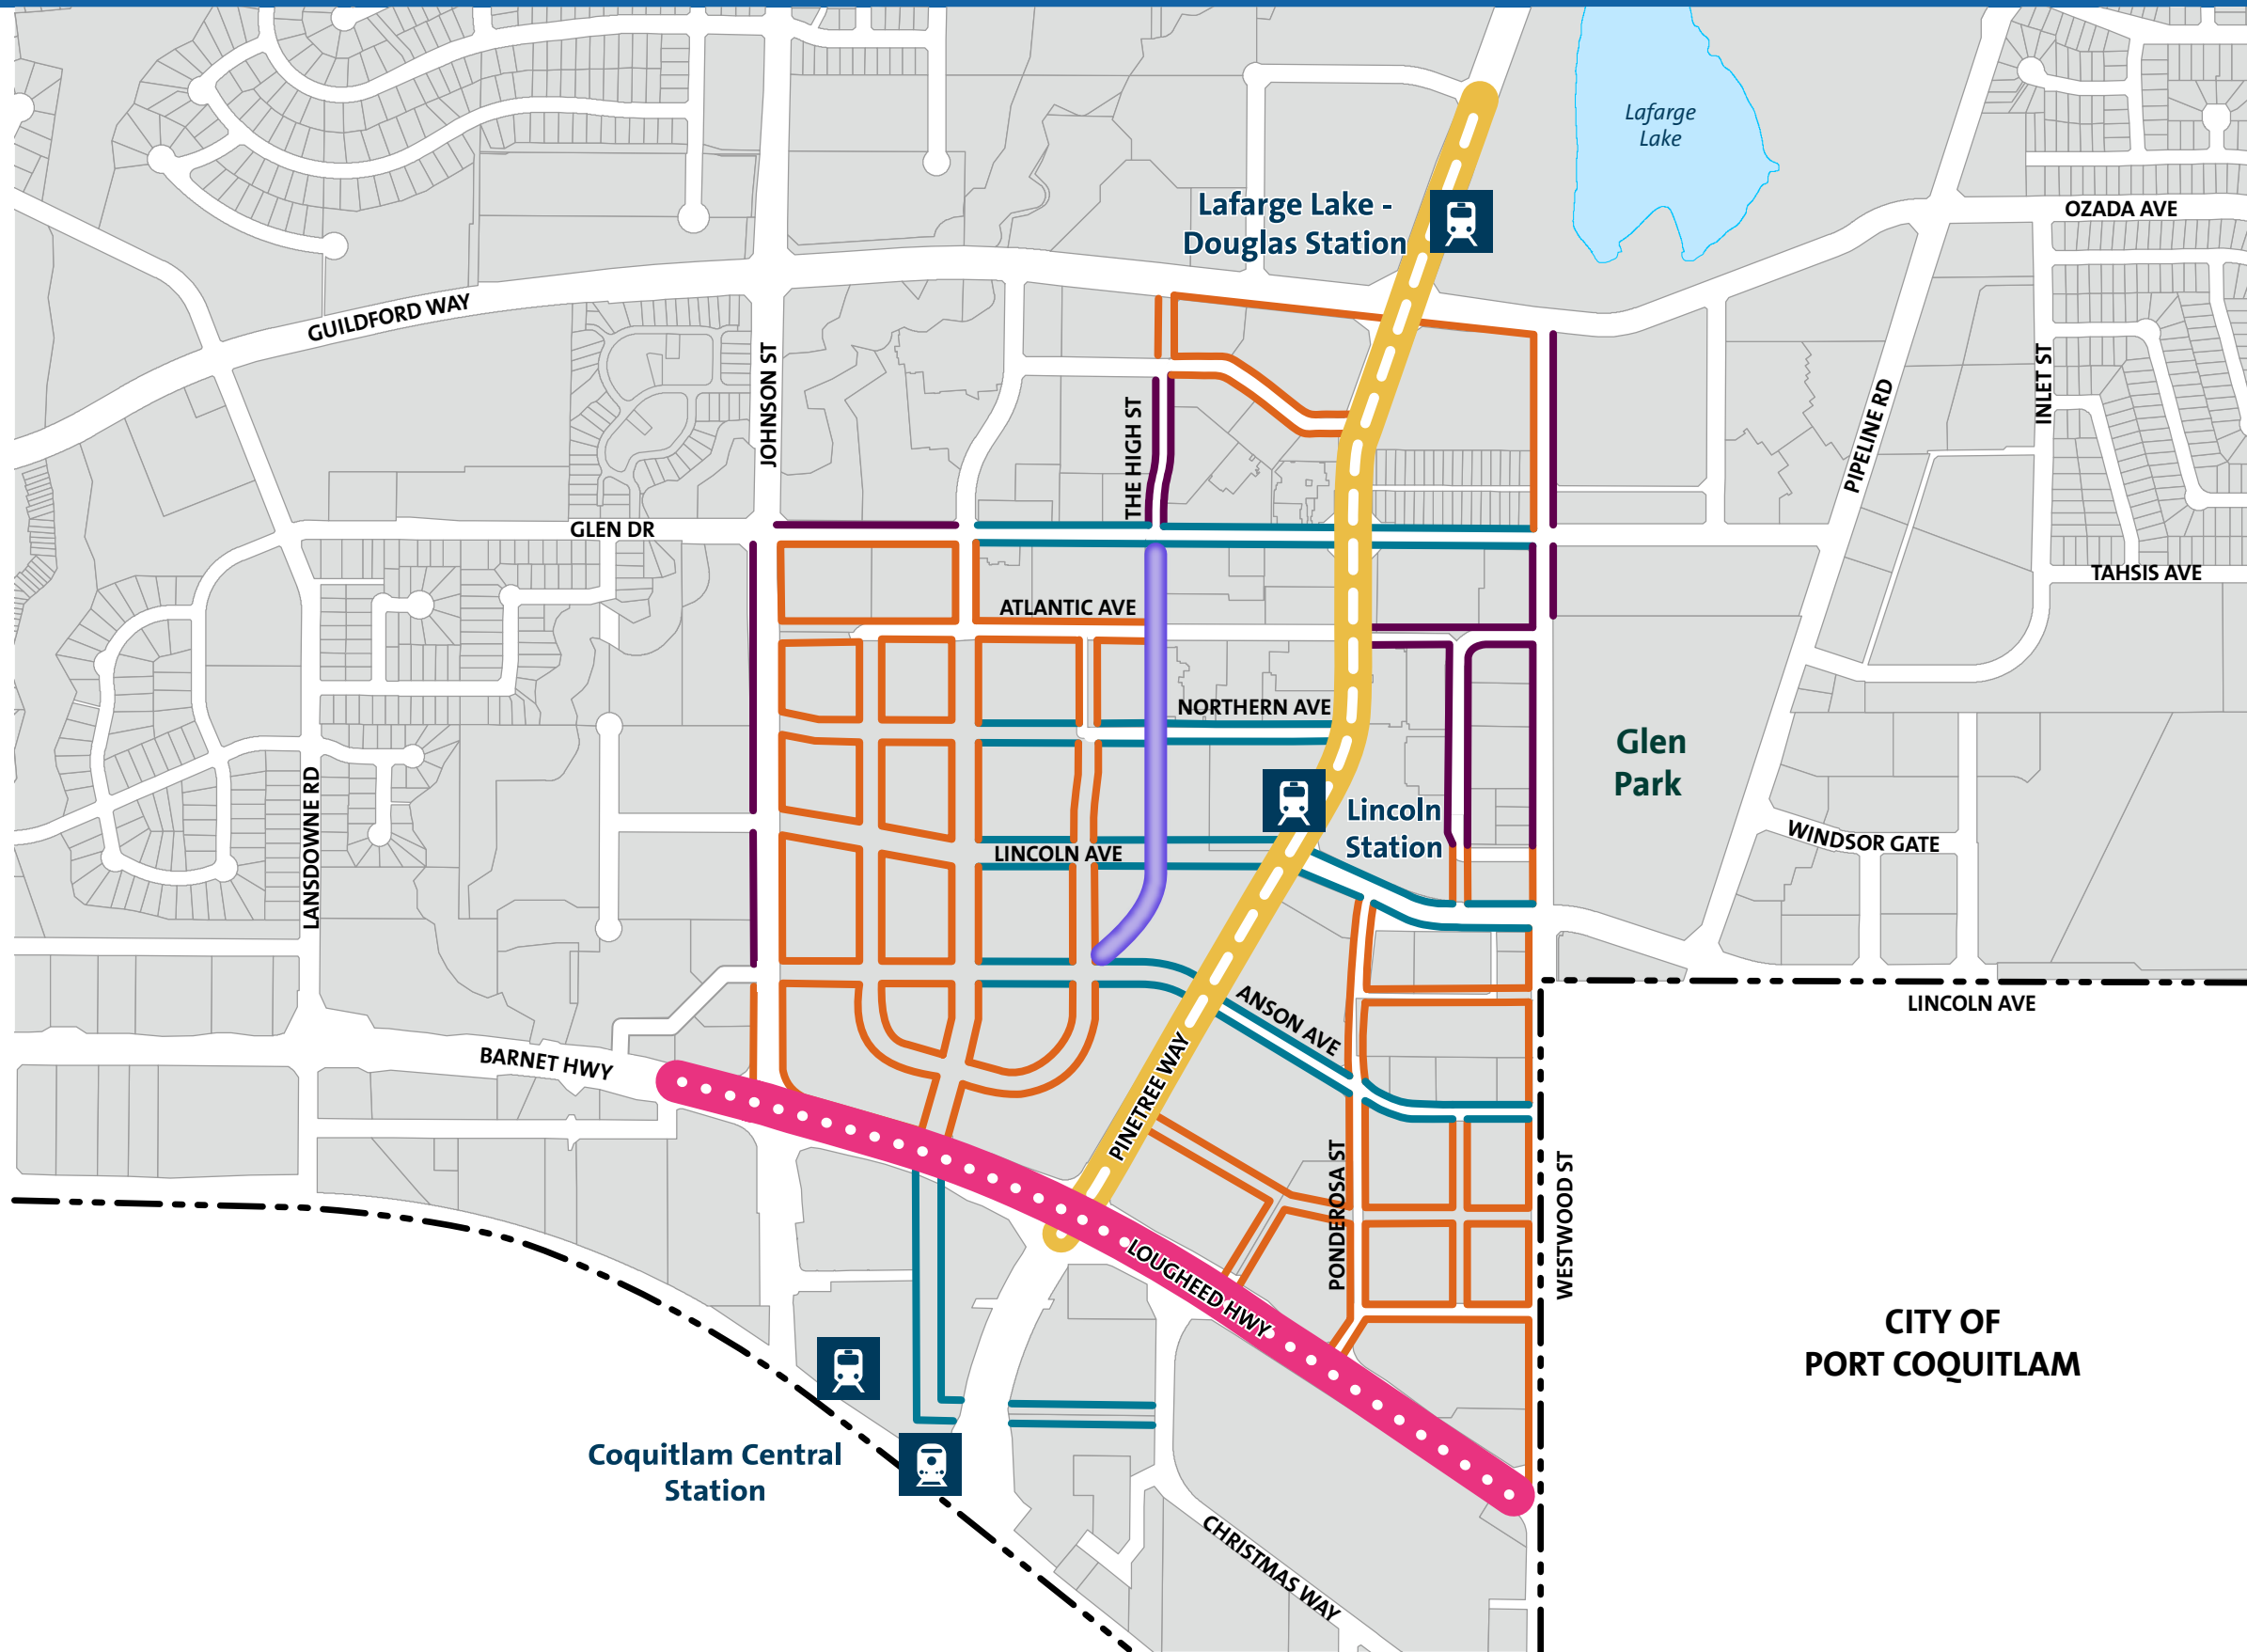 Lafarge
Lake
Lafarge Lake -
Douglas Station
OZADA AVE
GUILDFORD WAY
JOHNSON ST
THE HIGH ST
PIPELINE RD
INLET ST
GLEN DR
TAHSIS AVE
ATLANTIC AVE
NORTHERN AVE
Glen
Park
Lincoln
Station
LANSDOWNE RD
LINCOLN AVE
WINDSOR GATE
ANSON AVE
LINCOLN AVE
BARNET HWY
PINETREE WAY
PONDEROSA ST
WESTWOOD ST
LOUGHEED HWY
CITY OF
PORT COQUITLAM
Coquitlam Central
Station
CHRISTMAS WAY